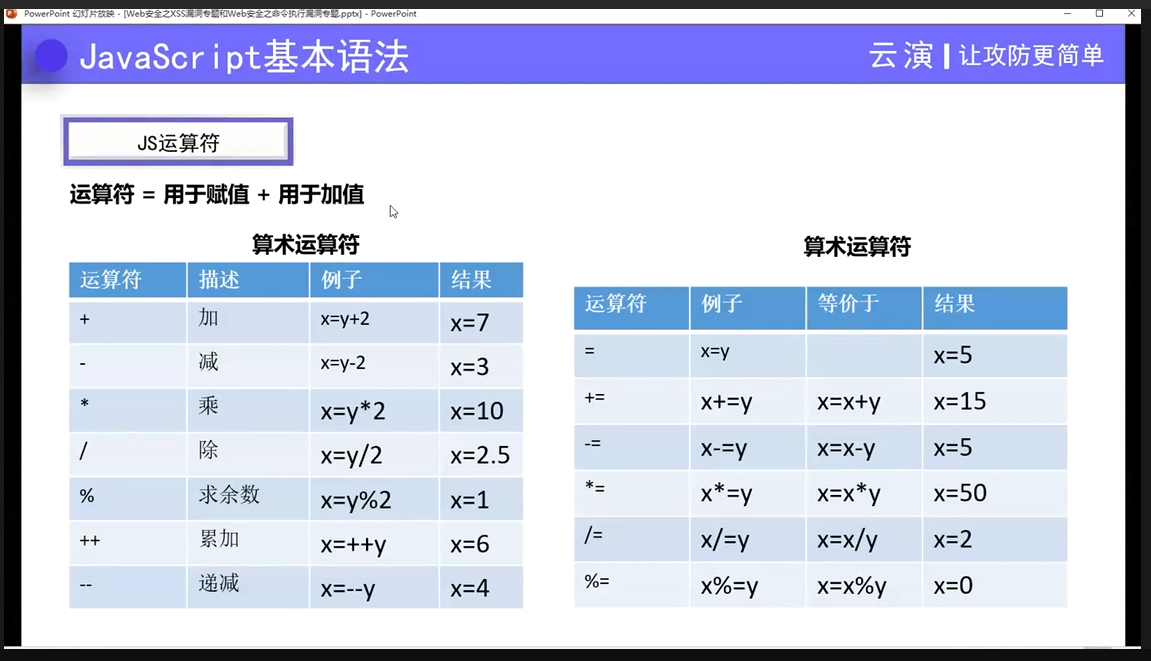 PowerPoint 幻灯片放映 - [Web安全之XSS漏洞专题和Web安全之命令执行漏洞专题.pptx] - PowerPoint
JavaScript基本语法
云演 | 让攻防更简单
JS运算符
运算符 = 用于赋值 + 用于加值
算术运算符
运算符 描述 例子 结果
+ 加 x=y+2 x=7
- 减 x=y-2 x=3
* 乘 x=y*2 x=10
/ 除 x=y/2 x=2.5
% 求余数 x=y%2 x=1
++ 累加 x=++y x=6
-- 递减 x=--y x=4
算术运算符
运算符 例子 等价于 结果
= x=y x=5
+= x+=y x=x+y x=15
-= x-=y x=x-y x=5
*= x*=y x=x*y x=50
/= x/=y x=x/y x=2
%= x%=y x=x%y x=0